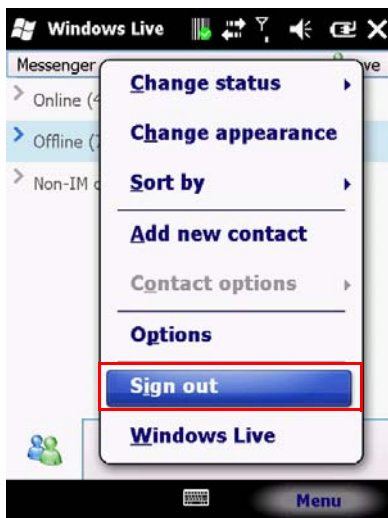 Windows Live
Messenger
Change status
Online (4
Change appearance
Offline (
Sort by
Non-IM
Add new contact
Contact options
Options
Sign out
Windows Live
Menu